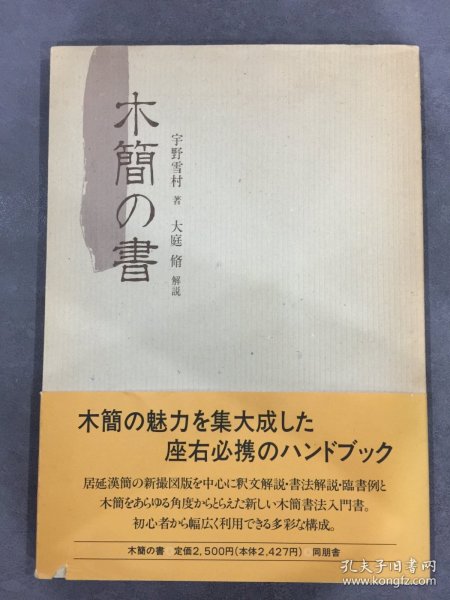 木簡の書
宇野雪村 著 大庭 脩 解説
木簡の魅力を集大成した
座右必携のハンドブック
居延漢簡の新撮図版を中心に釈文解説・書法解説・臨書例と
木簡をあらゆる角度からとらえた新しい木簡書法入門書。
初心者から幅広く利用できる多彩な構成。
木簡の書 定価2,500円(本体2,427円) 同朋舎
孔夫子旧书网
www.kongfz.com